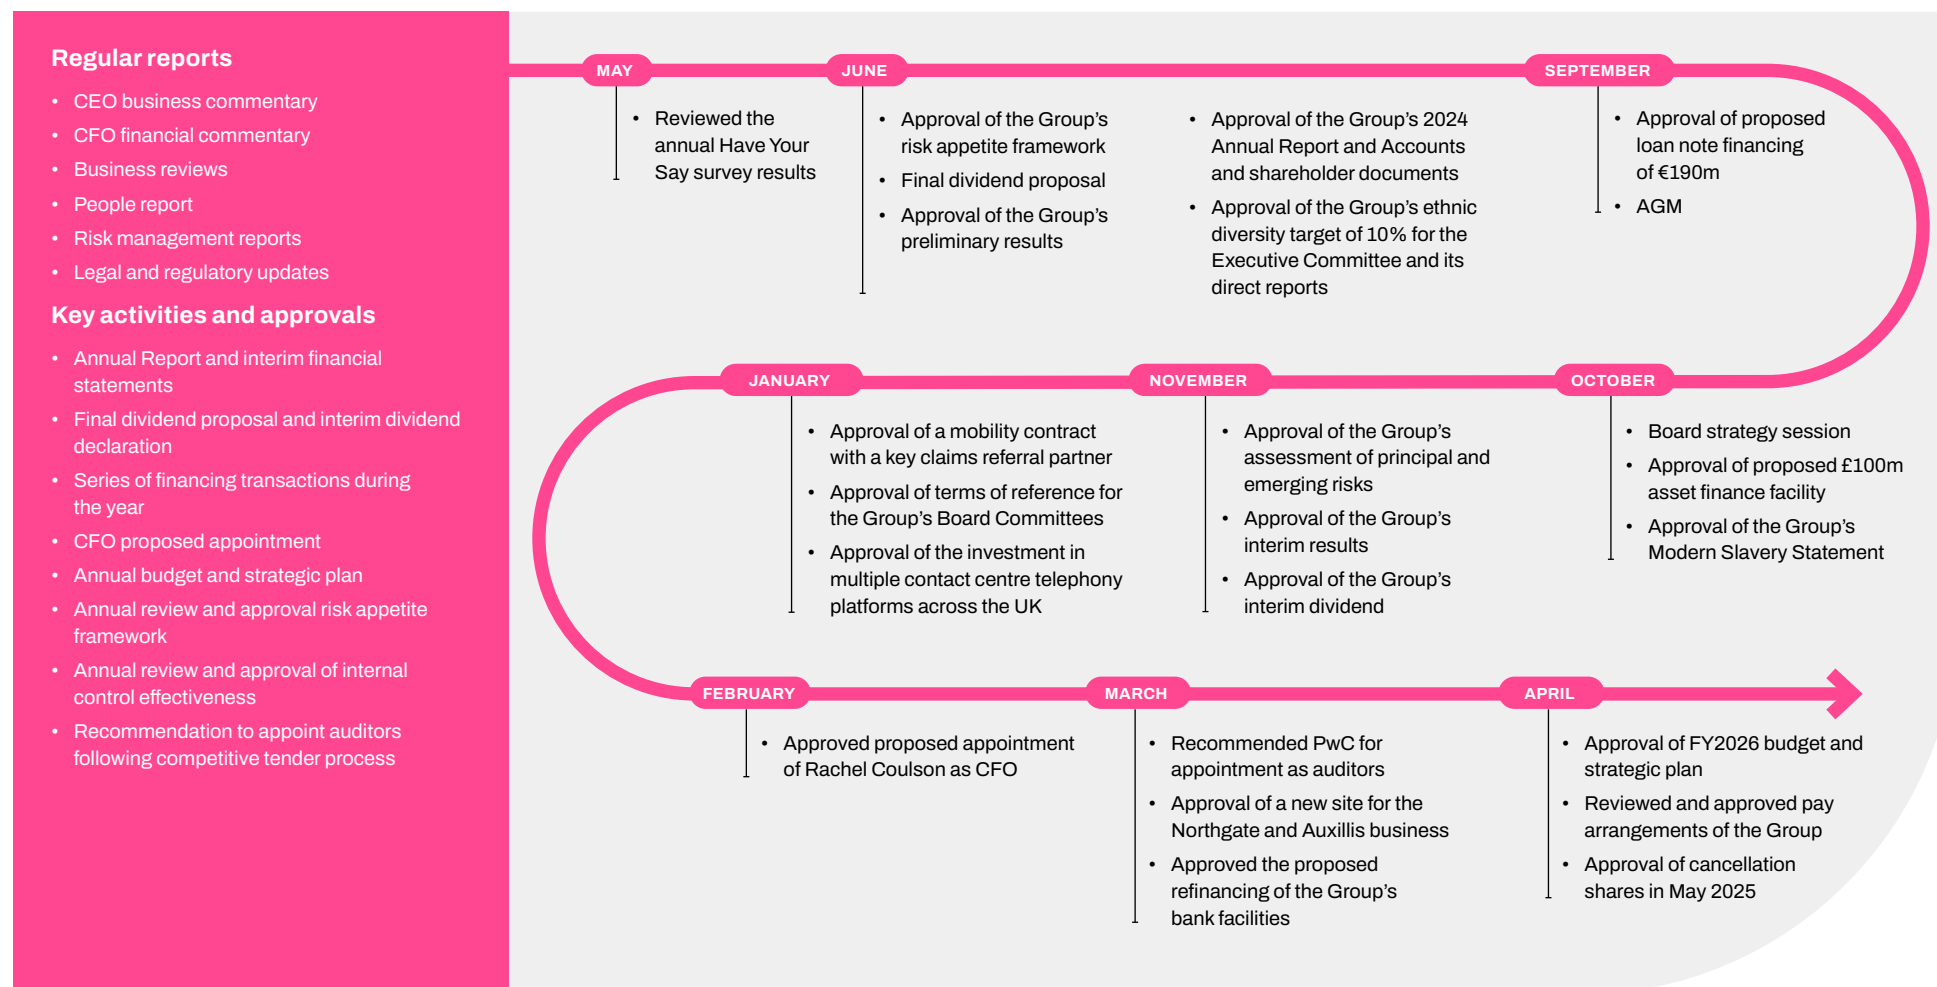 Regular reports
• CEO business commentary
• CFO financial commentary
• Business reviews
• People report
• Risk management reports
• Legal and regulatory updates
Key activities and approvals
• Annual Report and interim financial
statements
• Final dividend proposal and interim dividend
declaration
• Series of financing transactions during
the year
• CFO proposed appointment
• Annual budget and strategic plan
• Annual review and approval risk appetite
framework
• Annual review and approval of internal
control effectiveness
• Recommendation to appoint auditors
following competitive tender process
MAY
• Reviewed the
annual Have Your
Say survey results
JUNE
• Approval of the Group’s
risk appetite framework
• Final dividend proposal
• Approval of the Group’s
preliminary results
• Approval of the Group’s 2024
Annual Report and Accounts
and shareholder documents
• Approval of the Group’s ethnic
diversity target of 10% for the
Executive Committee and its
direct reports
SEPTEMBER
• Approval of proposed
loan note financing
of €190m
• AGM
OCTOBER
• Board strategy session
• Approval of proposed £100m
asset finance facility
• Approval of the Group’s
Modern Slavery Statement
NOVEMBER
• Approval of the Group’s
assessment of principal and
emerging risks
• Approval of the Group’s
interim results
• Approval of the Group’s
interim dividend
JANUARY
• Approval of a mobility contract
with a key claims referral partner
• Approval of terms of reference for
the Group’s Board Committees
• Approval of the investment in
multiple contact centre telephony
platforms across the UK
FEBRUARY
• Approved proposed appointment
of Rachel Coulson as CFO
MARCH
• Recommended PwC for
appointment as auditors
• Approval of a new site for the
Northgate and Auxillis business
• Approved the proposed
refinancing of the Group’s
bank facilities
APRIL
• Approval of FY2026 budget and
strategic plan
• Reviewed and approved pay
arrangements of the Group
• Approval of cancellation
shares in May 2025